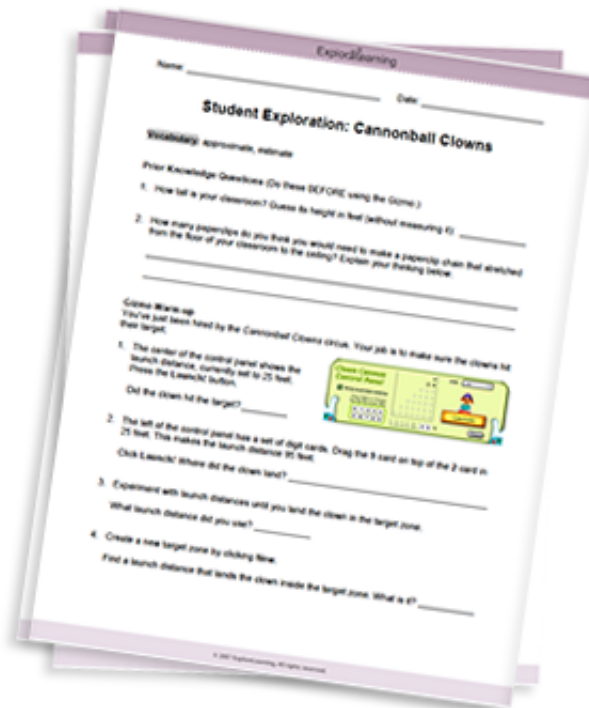 ExploreLearning
Name: Date:
Student Exploration: Cannonball Clowns
Vocabulary: approximate, estimate
Prior Knowledge Questions (Do these BEFORE using the Gizmo.)
1. How tall is your classroom? Guess its height in feet (without measuring it):
2. How many paperclips do you think you would need to make a paperclip chain that stretched
from the floor of your classroom to the ceiling? Explain your thinking below.
Gizmo Warm-up
You've just been hired by the Cannonball Clowns circus. Your job is to make sure the clowns hit
their target.
1. The center of the control panel shows the
launch distance, currently set to 25 feet.
Press the Launch! button.
Did the clown hit the target?
Clown Cannon
Control Panel
2. The left of the control panel has a set of digit cards. Drag the 9 card on top of the 2 card in
25 feet. This makes the launch distance 95 feet.
Click Launch! Where did the clown land?
3. Experiment with launch distances until you land the clown in the target zone.
What launch distance did you use?
4. Create a new target zone by clicking New.
Find a launch distance that lands the clown inside the target zone. What is it?
© 2007 ExploreLearning. All rights reserved.